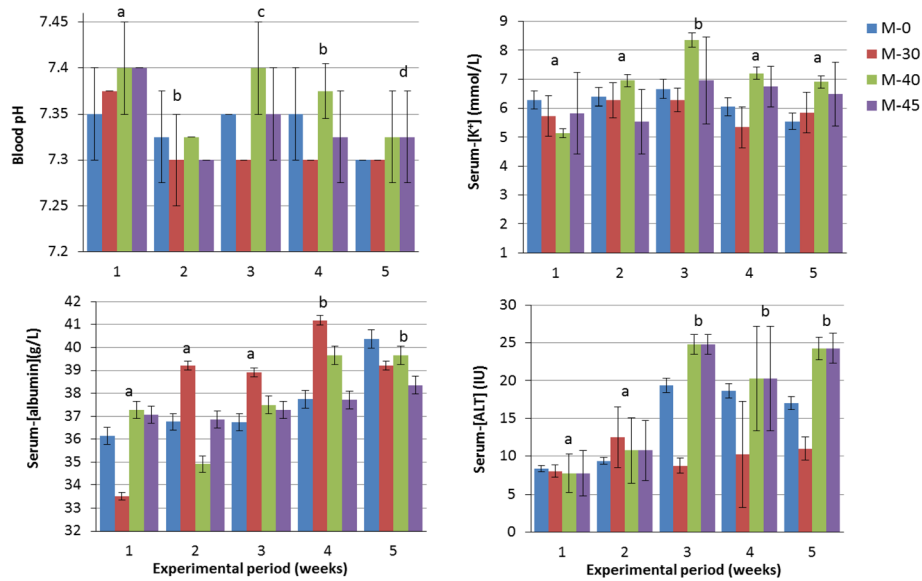 Blood pH
7.45
7.4
7.35
7.3
7.25
7.2
a
b
c
b
d
1 2 3 4 5
Serum-[K⁺] (mmol/L)
9
8
7
6
5
4
3
2
1
a
a
b
a
a
1 2 3 4 5
M-0
M-30
M-40
M-45
Serum-[albumin](g/L)
42
41
40
39
38
37
36
35
34
33
32
a
a
a
b
b
1 2 3 4 5
Experimental period (weeks)
Serum-[ALT] (IU)
30
25
20
15
10
5
0
a
a
b
b
b
1 2 3 4 5
Experimental period (weeks)